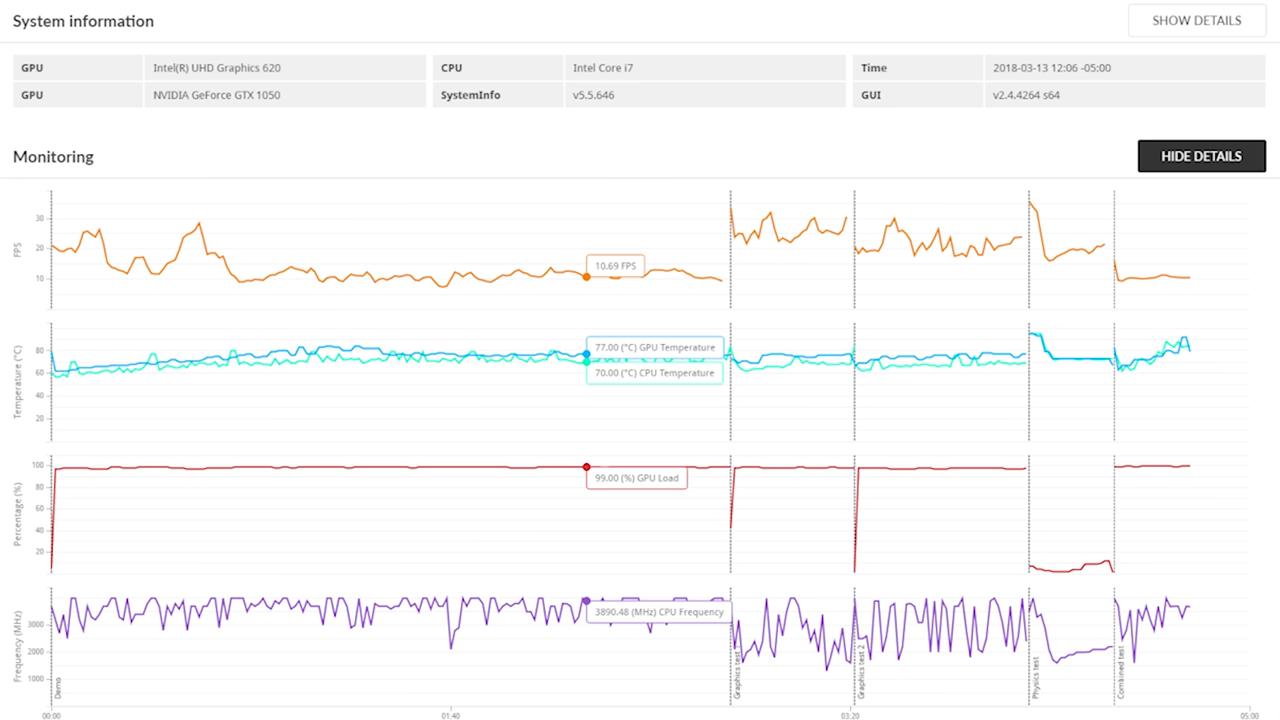 System information
SHOW DETAILS
GPU Intel(R) UHD Graphics 620 CPU Intel Core i7 Time 2018-03-13 12:06 -05:00
GPU NVIDIA GeForce GTX 1050 SystemInfo v5.5.646 GUI v2.4.4264 s64
Monitoring
HIDE DETAILS
FPS
30
20
10
10.69 FPS
Temperature (°C)
80
60
40
20
77.00 (°C) GPU Temperature
70.00 (°C) CPU Temperature
Percentage (%)
100
80
60
40
20
99.00 (%) GPU Load
Frequency (MHz)
3000
2000
1000
3890.48 (MHz) CPU Frequency
Demo
Graphics test 1
Graphics test 2
Physics test
Combined test
00:00 01:40 03:20 05:00